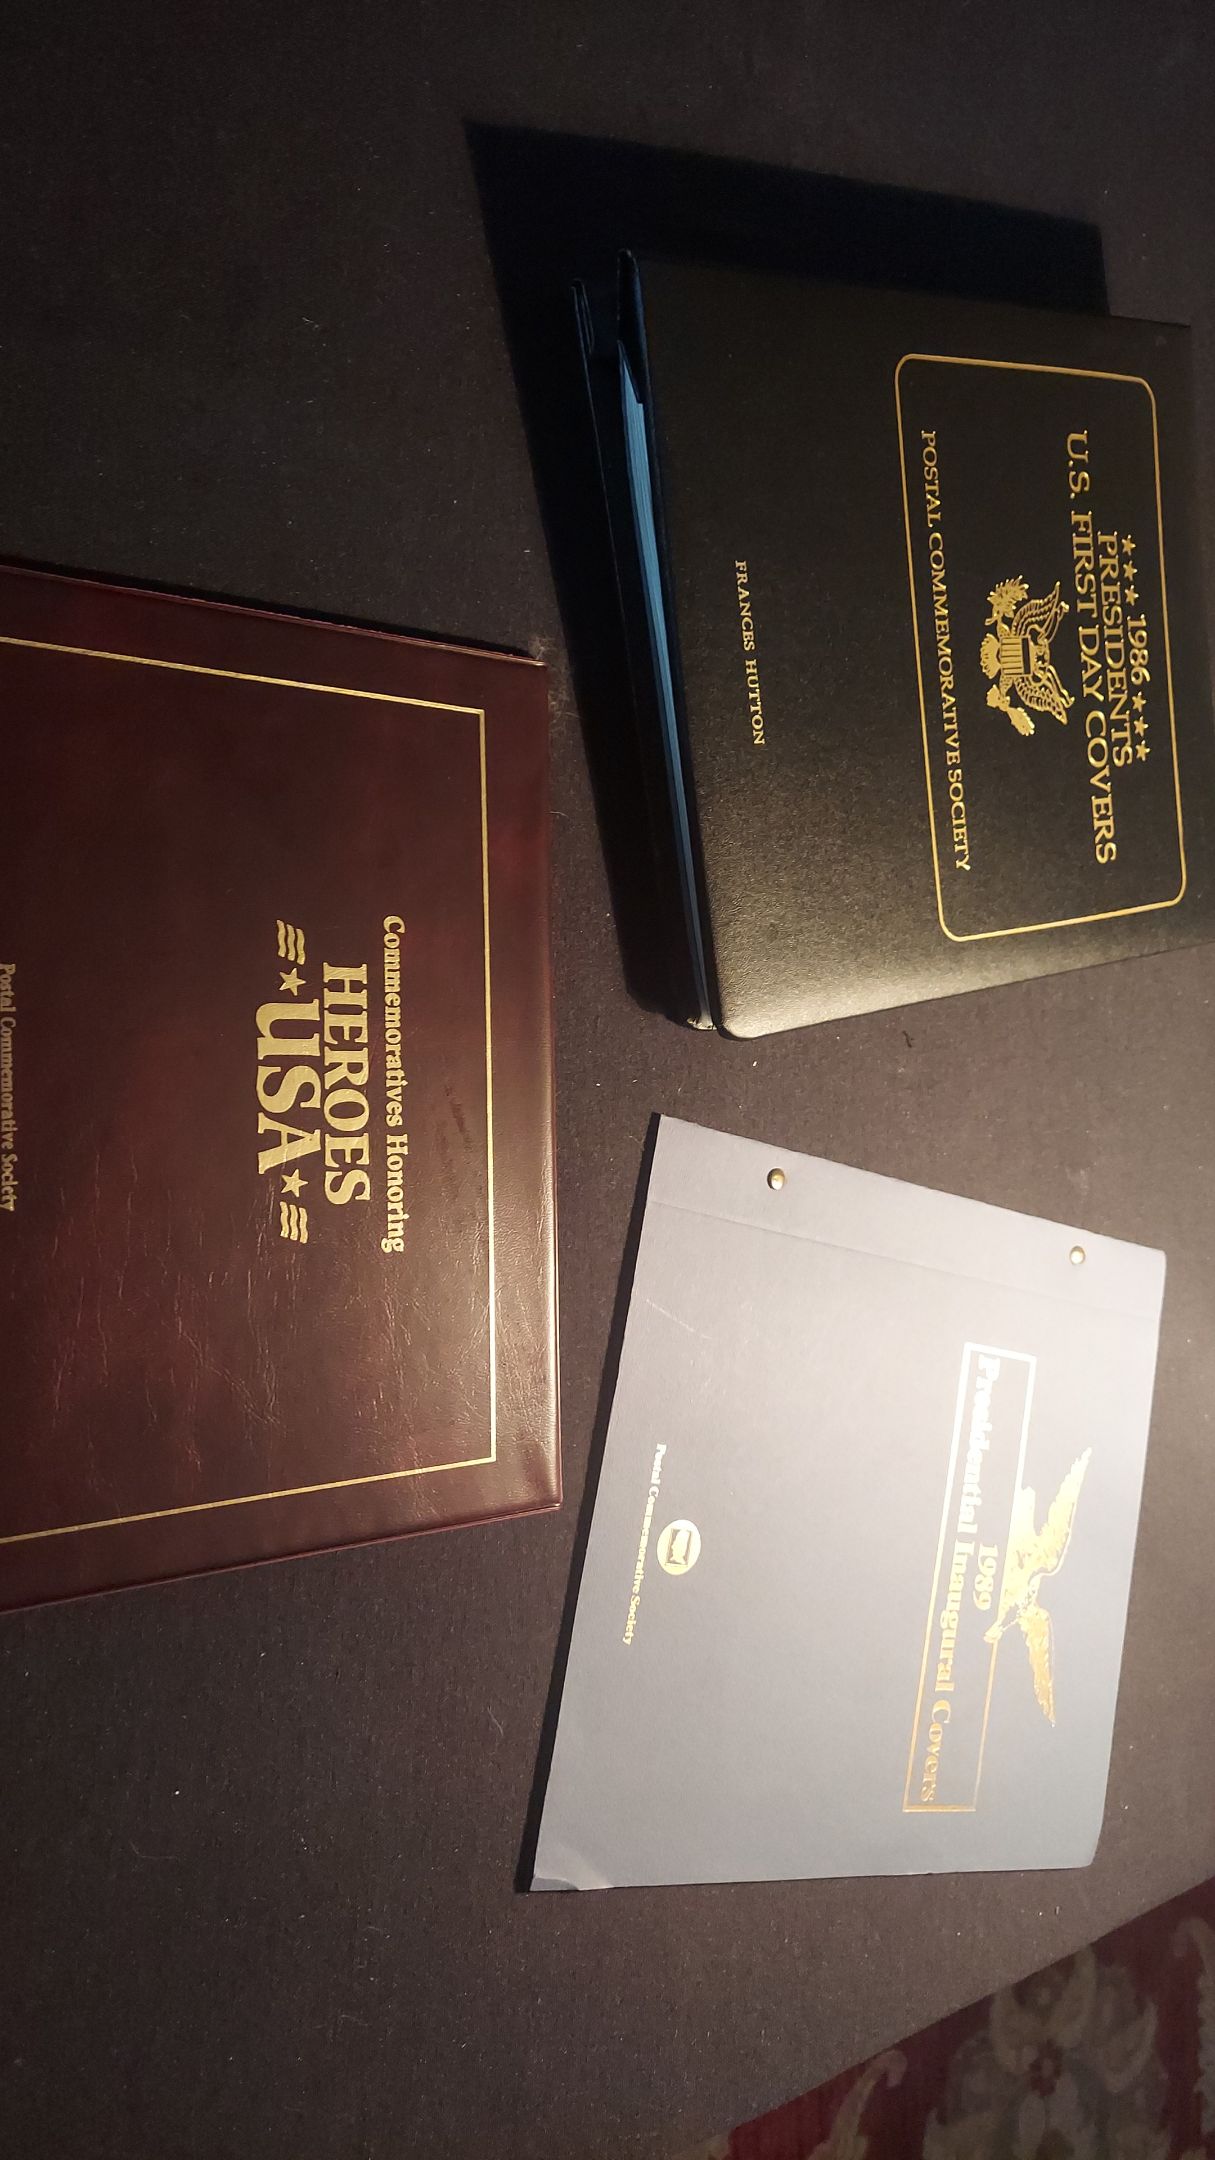 ★ ★ ★ 1986 ★ ★ ★
PRESIDENTS
U.S. FIRST DAY COVERS
POSTAL COMMEMORATIVE SOCIETY
FRANCES HUTTON
1989
Presidential Inaugural Covers
Postal Commemorative Society
Commemoratives Honoring
HEROES
★USA★
Postal Commemorative Society